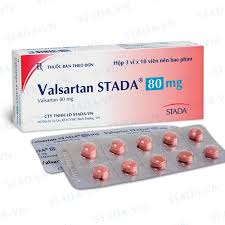 THUỐC BÁN THEO ĐƠN
Hộp 3 vỉ x 10 viên nén bao phim
Valsartan STADA® 80 mg
Valsartan 80 mg
CTY TNHH LD STADA-VN
STADA